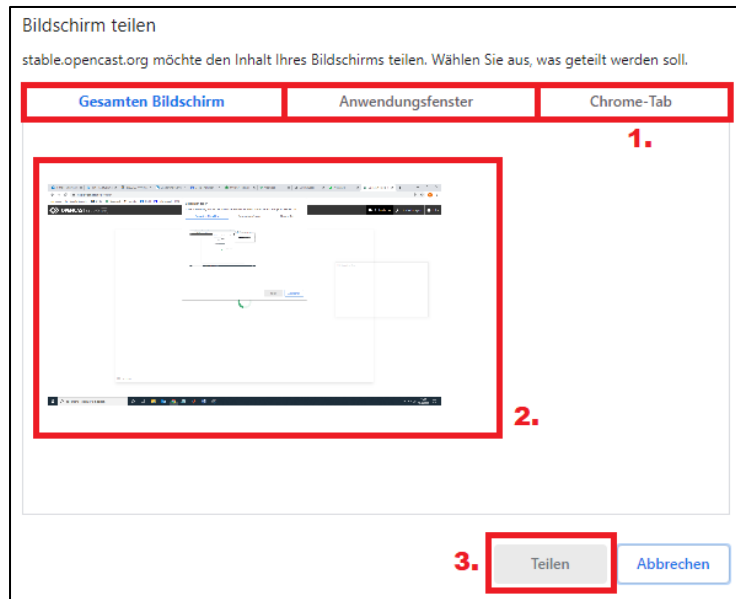 Bildschirm teilen
stable.opencast.org möchte den Inhalt Ihres Bildschirms teilen. Wählen Sie aus, was geteilt werden soll.
Gesamten Bildschirm Anwendungsfenster Chrome-Tab
1.
2.
3. Teilen Abbrechen